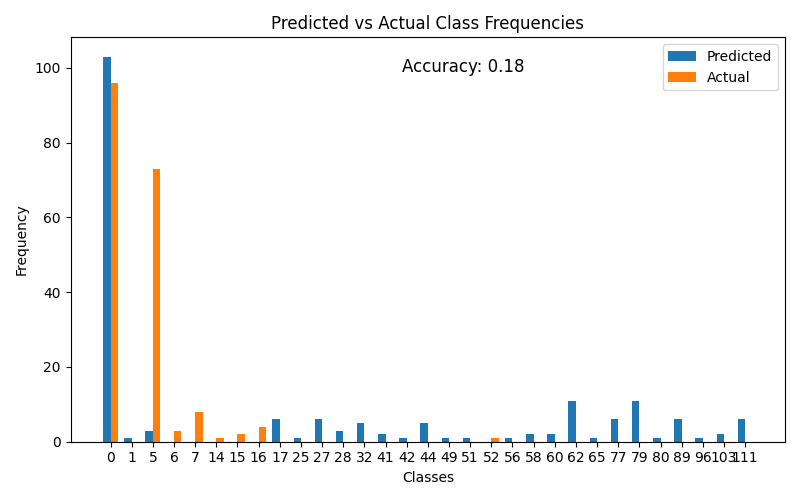 Predicted vs Actual Class Frequencies
Accuracy: 0.18
Predicted
Actual
Frequency
100
80
60
40
20
0
0 1 5 6 7 14 15 16 17 25 27 28 32 41 42 44 49 51 52 56 58 60 62 65 77 79 80 89 96 103 111
Classes